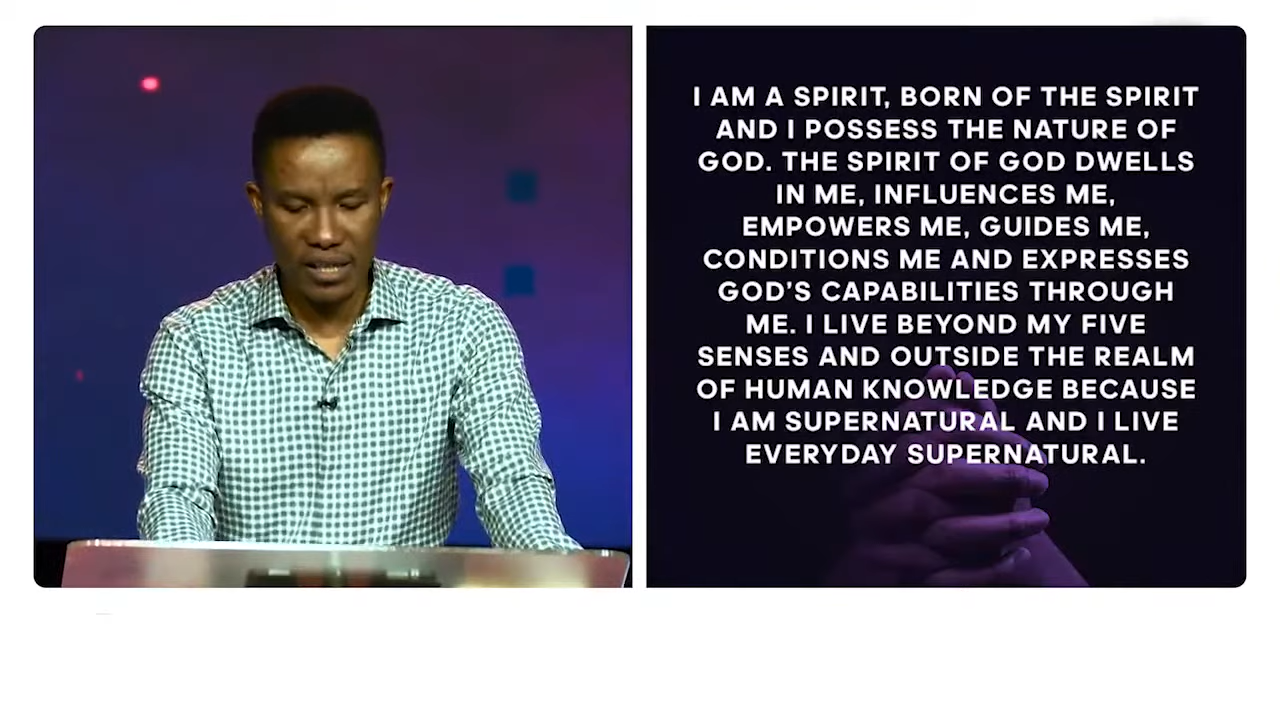 I AM A SPIRIT, BORN OF THE SPIRIT
AND I POSSESS THE NATURE OF
GOD. THE SPIRIT OF GOD DWELLS
IN ME, INFLUENCES ME,
EMPOWERS ME, GUIDES ME,
CONDITIONS ME AND EXPRESSES
GOD’S CAPABILITIES THROUGH
ME. I LIVE BEYOND MY FIVE
SENSES AND OUTSIDE THE REALM
OF HUMAN KNOWLEDGE BECAUSE
I AM SUPERNATURAL AND I LIVE
EVERYDAY SUPERNATURAL.